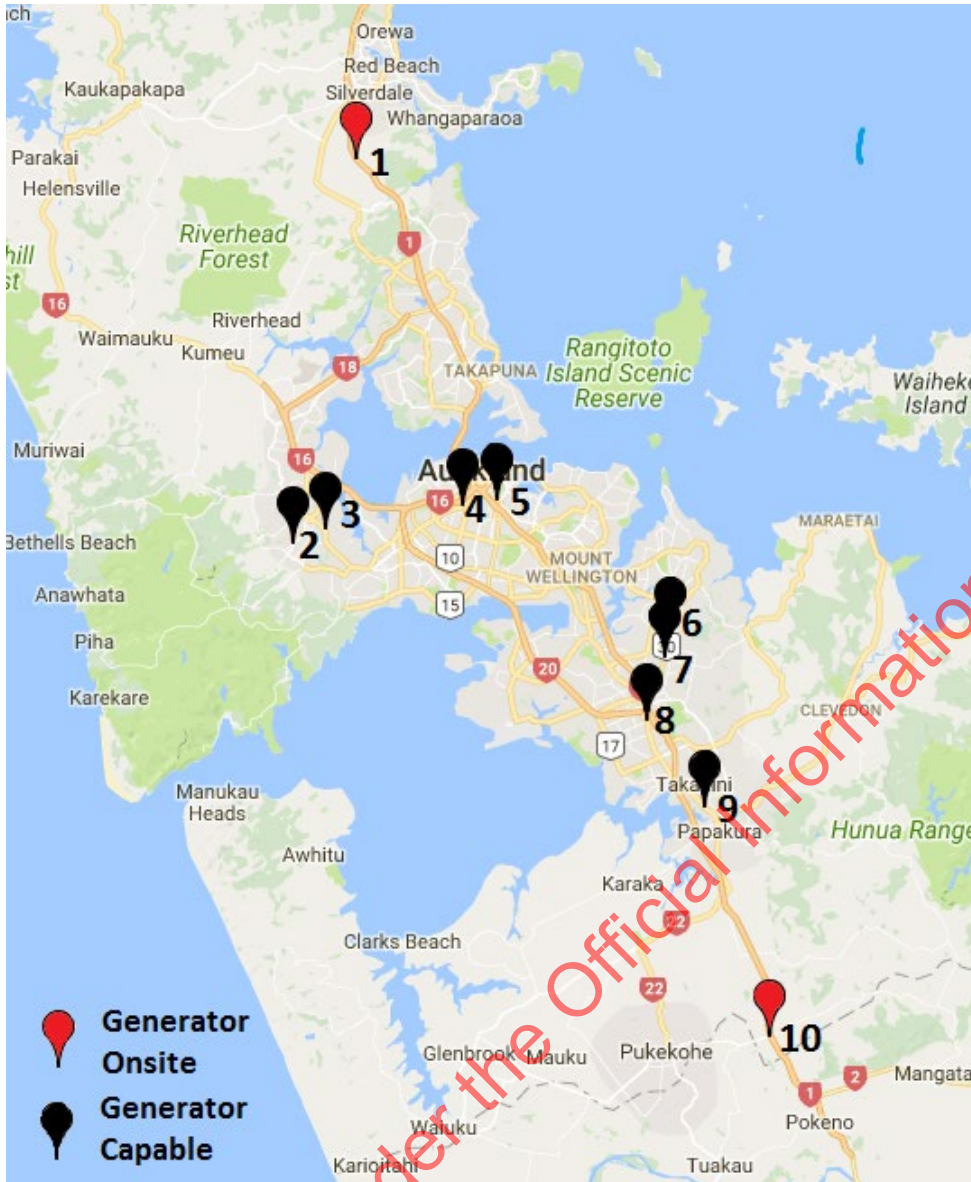 ch
Orewa
Red Beach
Silverdale
Kaukapakapa
Whangaparaoa
1
Parakai
Helensville
hill
st
Riverhead
Forest
1
16
Riverhead
Waimauku
Kumeu
18
TAKAPUNA
Rangitoto
Island Scenic
Reserve
Waiheke
Island
Muriwai
16
Auckland
16
5
4
3
2
MARAETAI
Bethells Beach
10
MOUNT
WELLINGTON
Anawhata
15
6
Piha
20
7
Karekare
8
CLEVEDON
17
Manukau
Heads
Takanini
9
Papakura
Hunua Range
Awhitu
Karaka
22
Clarks Beach
22
Generator
Onsite
10
Glenbrook
Mauku
Pukekohe
2
Mangata
1
Generator
Capable
Pokeno
Waiuku
Karioitahi
Tuakau
der the Official Information